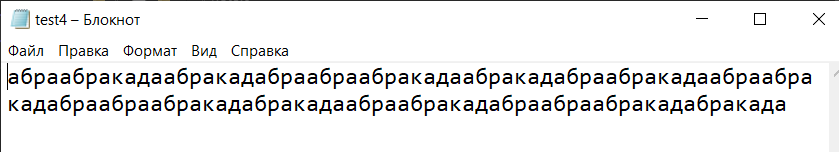 test4 – Блокнот
Файл Правка Формат Вид Справка
абраабракадаабракадабраабраабракадаабракадабраабракадаабраабра
кадабраабраабракадабракадаабраабракадабраабраабракадабракада